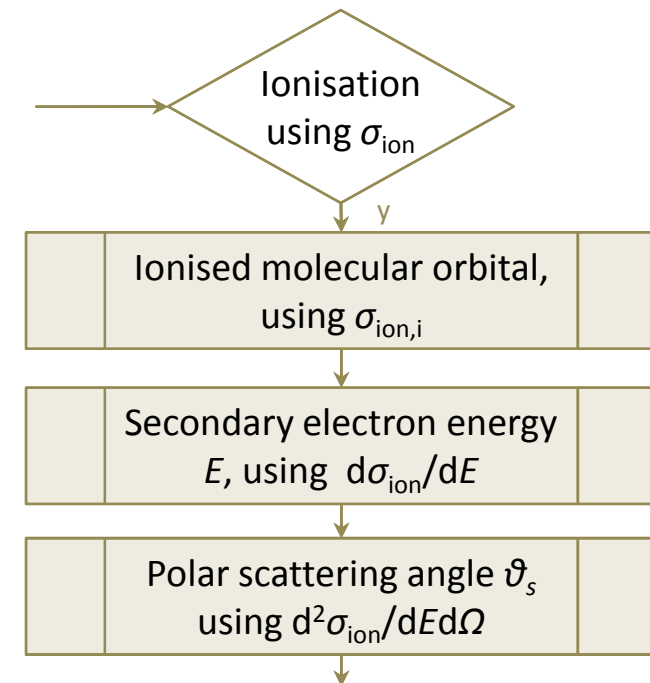 Ionisation
using σion
y
Ionised molecular orbital,
using σion,i
Secondary electron energy
E, using dσion/dE
Polar scattering angle ϑs
using d²σion/dEdΩ